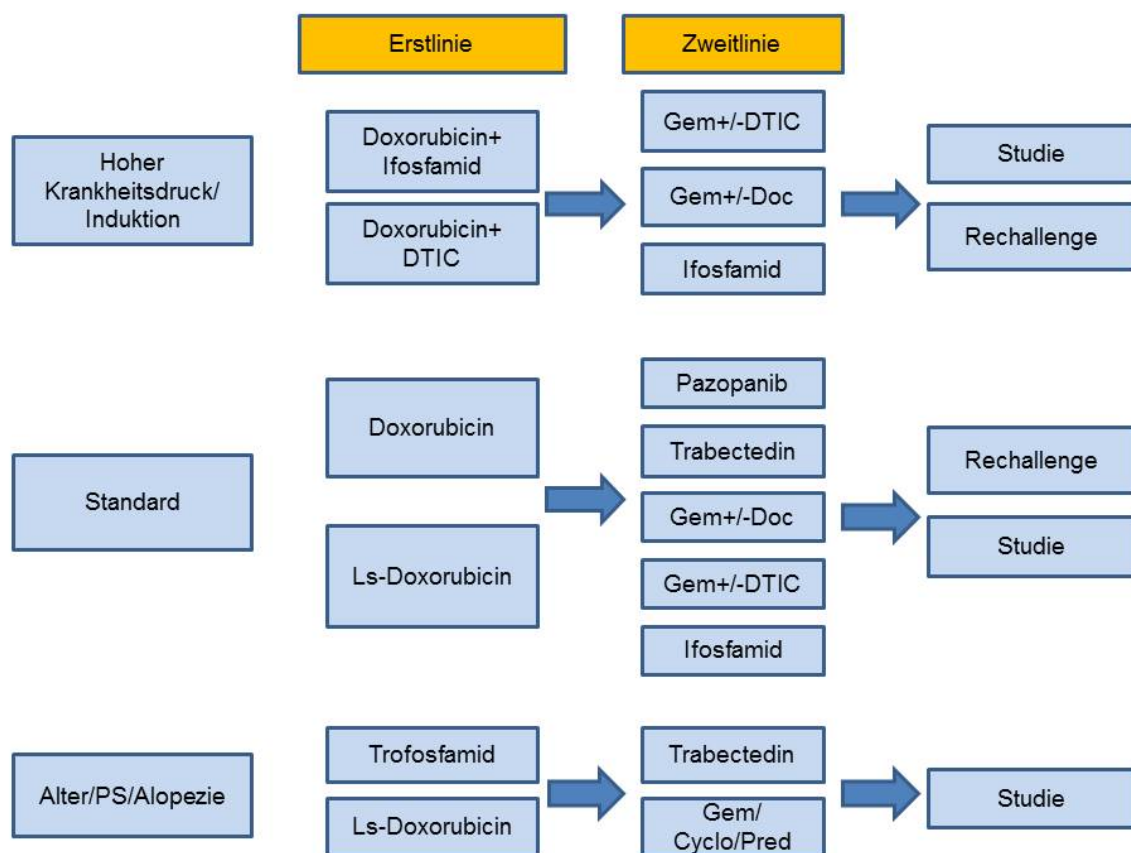 Erstlinie
Zweitlinie
Hoher
Krankheitsdruck/
Induktion
Doxorubicin+
Ifosfamid
Doxorubicin+
DTIC
Gem+/-DTIC
Gem+/-Doc
Ifosfamid
Studie
Rechallenge
Standard
Doxorubicin
Ls-Doxorubicin
Pazopanib
Trabectedin
Gem+/-Doc
Gem+/-DTIC
Ifosfamid
Rechallenge
Studie
Alter/PS/Alopezie
Trofosfamid
Ls-Doxorubicin
Trabectedin
Gem/
Cyclo/Pred
Studie